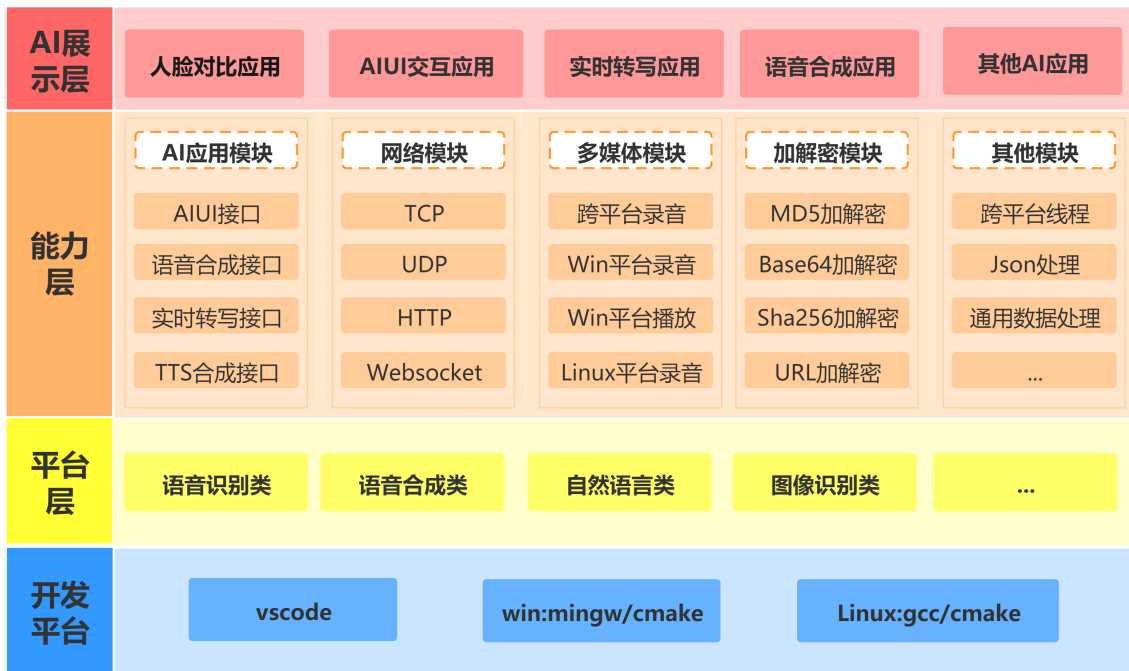 AI展
示层
人脸对比应用
AIUI交互应用
实时转写应用
语音合成应用
其他AI应用
能力
层
AI应用模块
AIUI接口
语音合成接口
实时转写接口
TTS合成接口
网络模块
TCP
UDP
HTTP
Websocket
多媒体模块
跨平台录音
Win平台录音
Win平台播放
Linux平台录音
加解密模块
MD5加解密
Base64加解密
Sha256加解密
URL加解密
其他模块
跨平台线程
Json处理
通用数据处理
...
平台
层
语音识别类
语音合成类
自然语言类
图像识别类
...
开发
平台
vscode
win:mingw/cmake
Linux:gcc/cmake